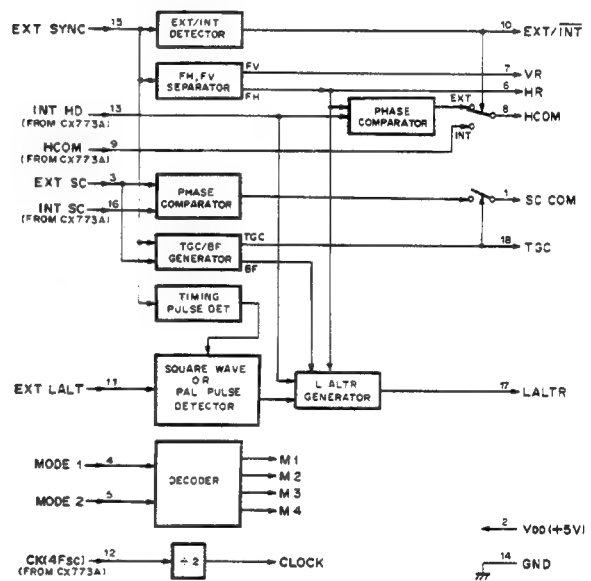 EXT SYNC 15
EXT/INT
DETECTOR
10 EXT/INT
FH, FV
SEPARATOR
FV
FH
7 VR
6 HR
INT HD 13
(FROM CX773A)
PHASE
COMPARATOR
EXT
INT
8 HCOM
HCOM 9
(FROM CX773A)
EXT SC 3
INT SC 16
(FROM CX773A)
PHASE
COMPARATOR
1 SC COM
TGC/BF
GENERATOR
TGC
BF
18 TGC
TIMING
PULSE DET
SQUARE WAVE
OR
PAL PULSE
DETECTOR
EXT LALT 11
L ALTR
GENERATOR
17 LALTR
MODE 1 4
MODE 2 5
DECODER
M1
M2
M3
M4
2 VDD(+5V)
14 GND
CK(4Fsc) 12
(FROM CX773A)
÷2
CLOCK